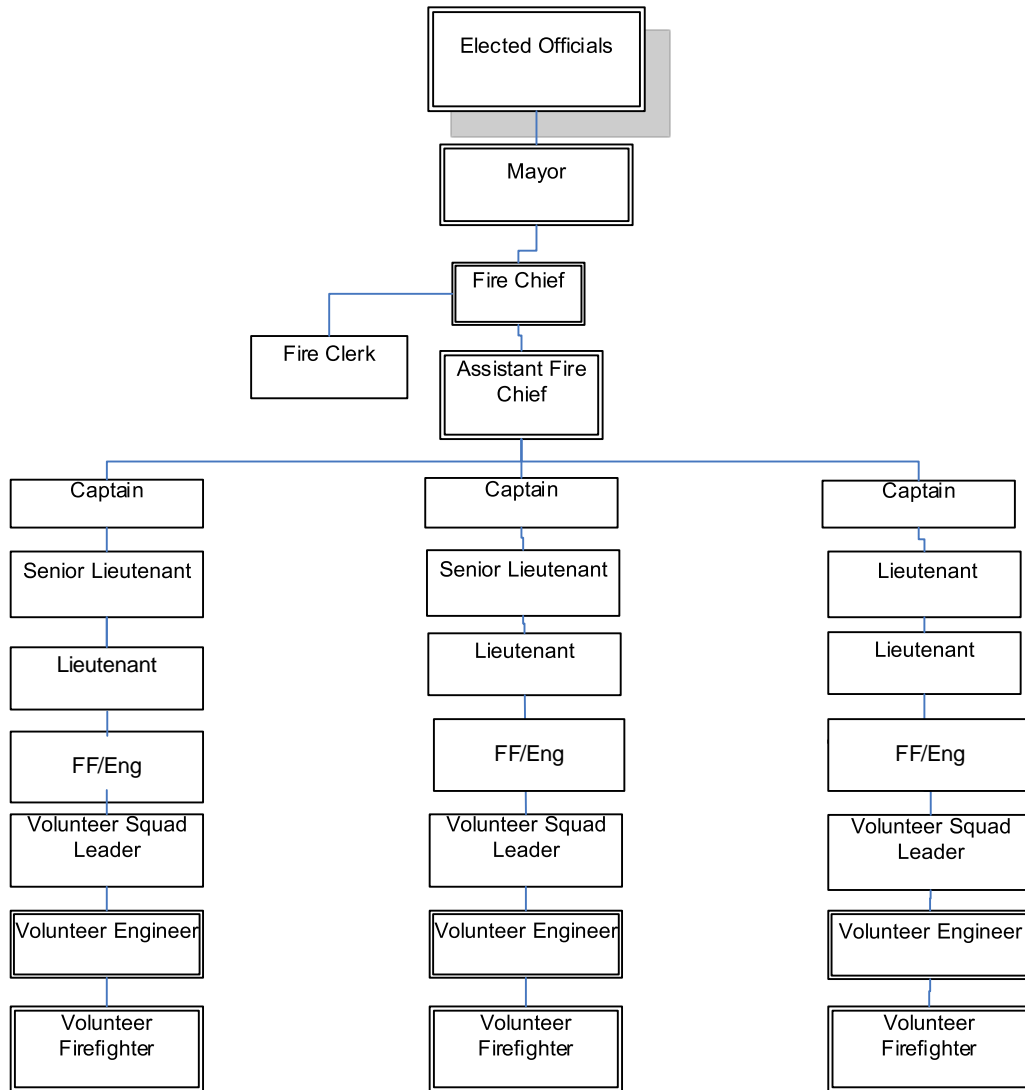 Elected Officials
Mayor
Fire Chief
Fire Clerk
Assistant Fire
Chief
Captain
Captain
Captain
Senior Lieutenant
Senior Lieutenant
Lieutenant
Lieutenant
Lieutenant
Lieutenant
FF/Eng
FF/Eng
FF/Eng
Volunteer Squad
Leader
Volunteer Squad
Leader
Volunteer Squad
Leader
Volunteer Engineer
Volunteer Engineer
Volunteer Engineer
Volunteer
Firefighter
Volunteer
Firefighter
Volunteer
Firefighter